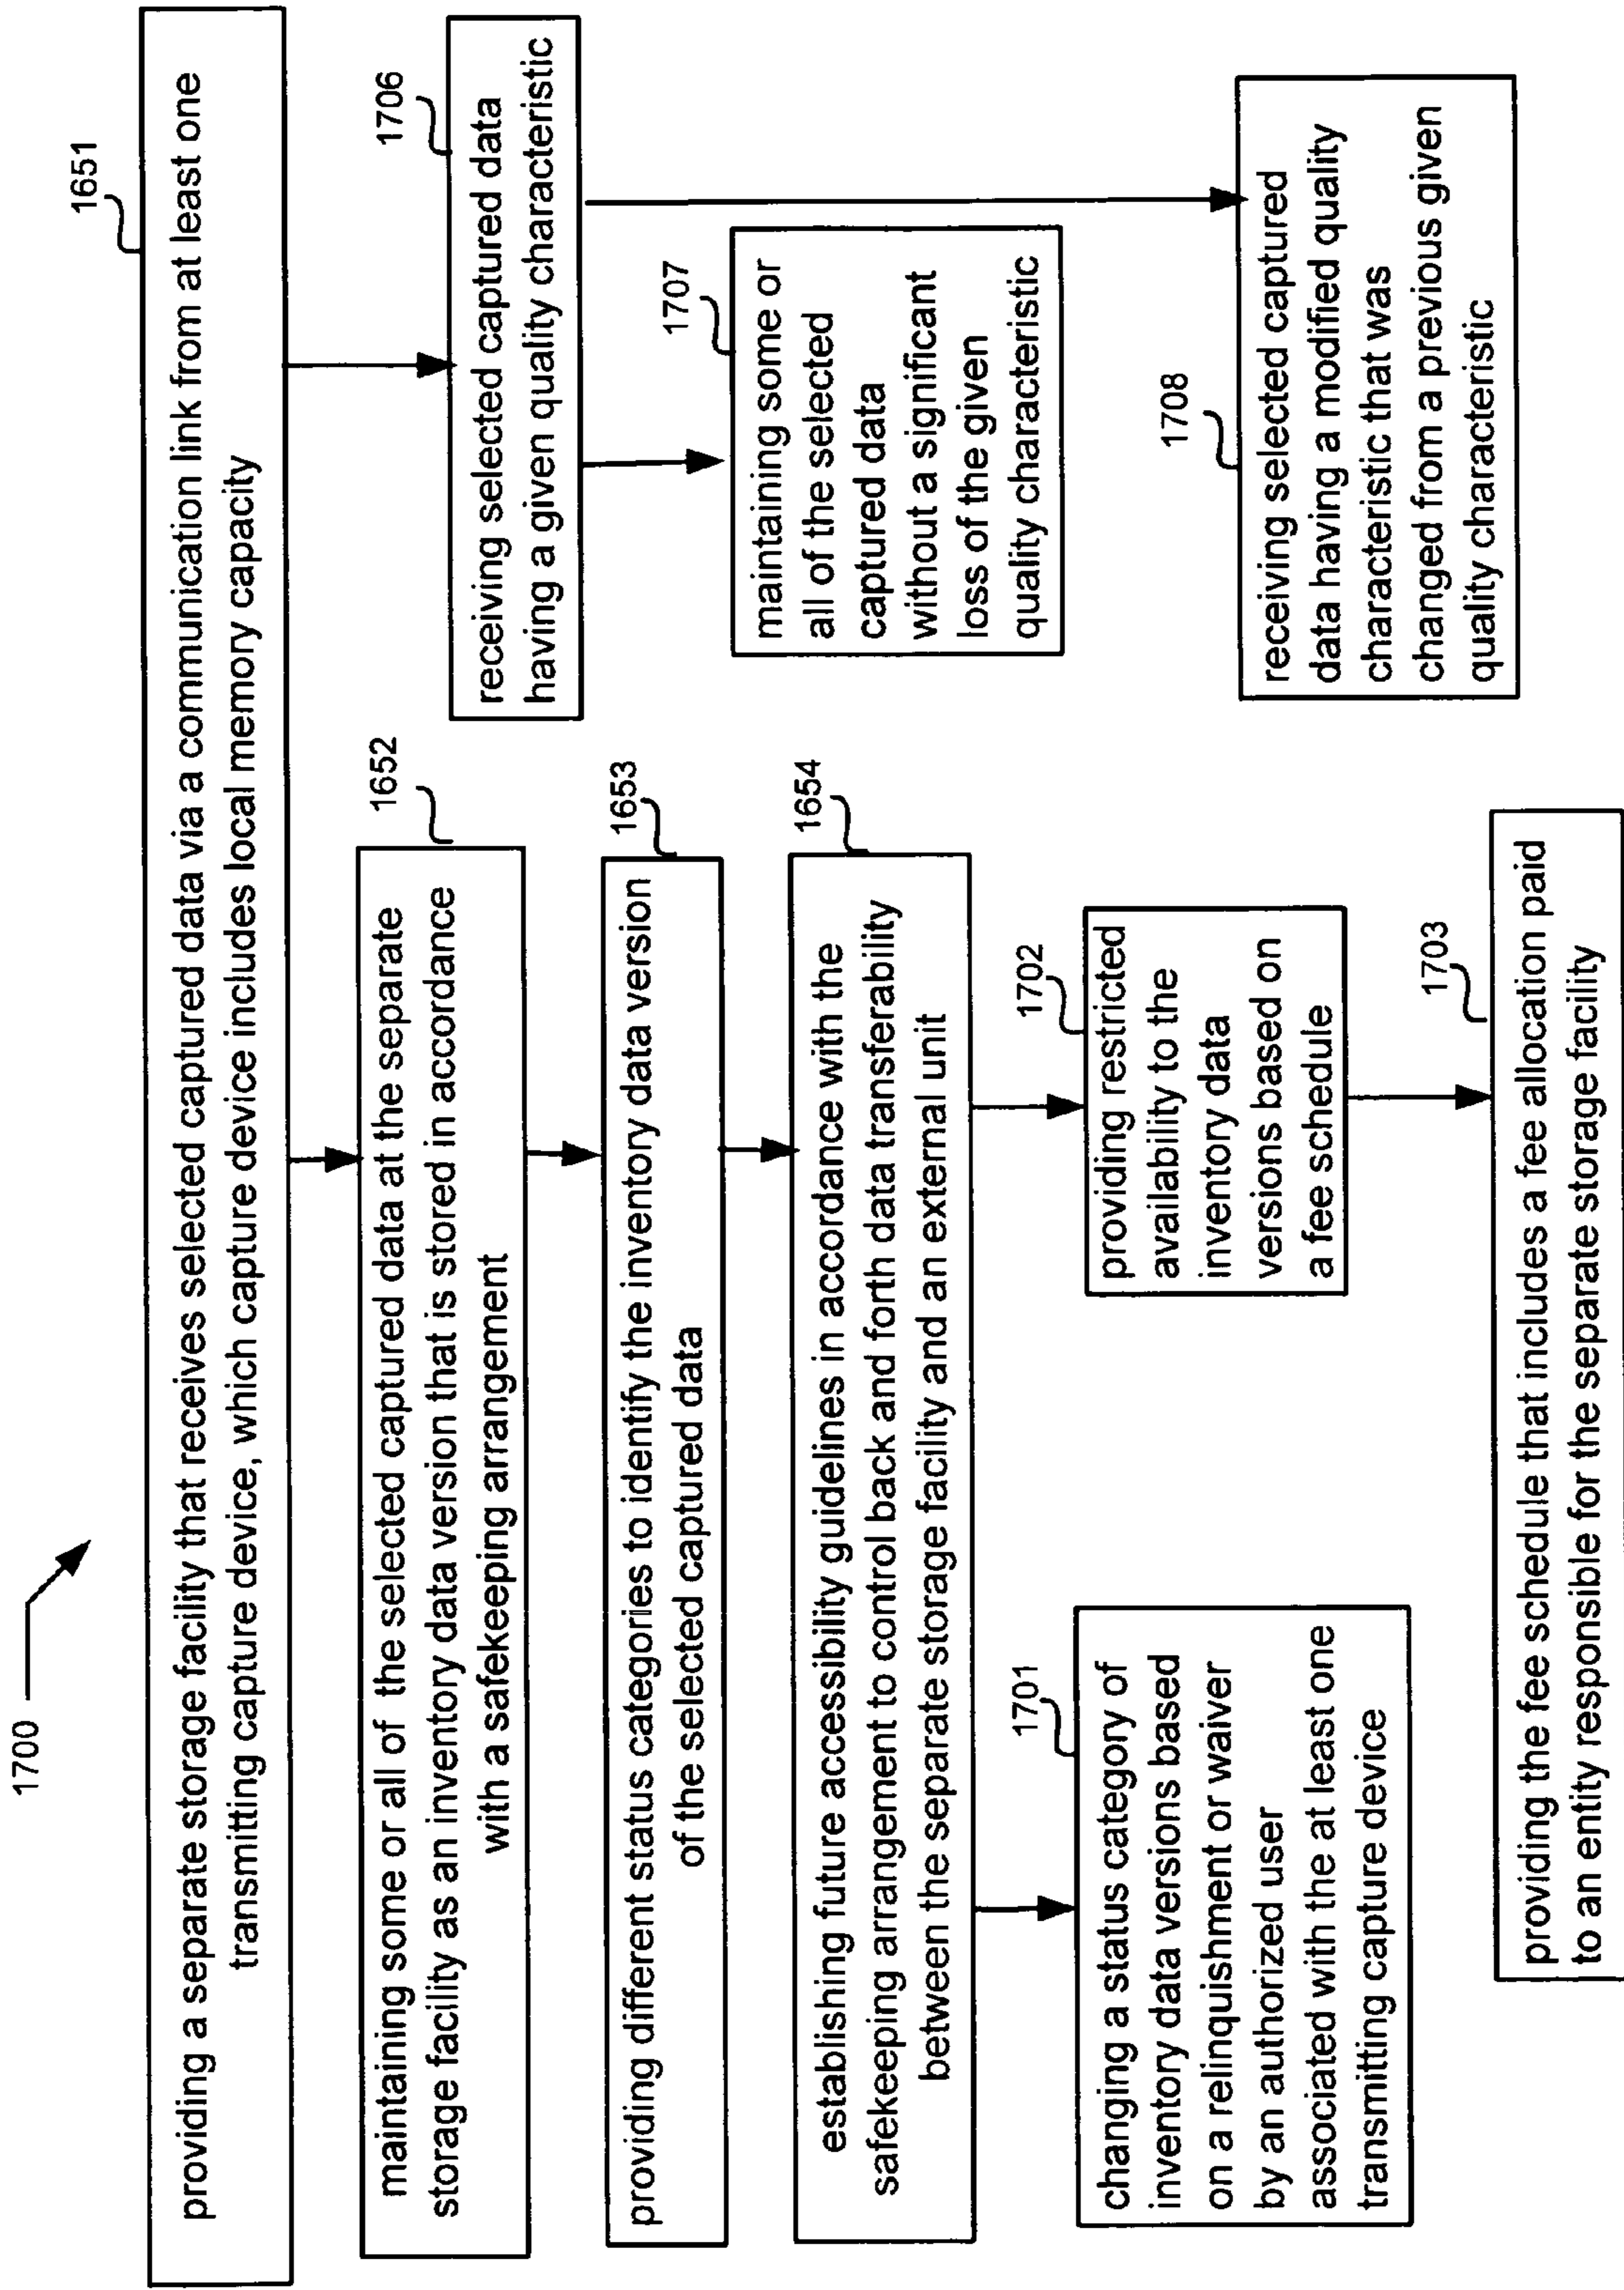 1700
1651
providing a separate storage facility that receives selected captured data via a communication link from at least one
transmitting capture device, which capture device includes local memory capacity
1652
maintaining some or all of the selected captured data at the separate
storage facility as an inventory data version that is stored in accordance
with a safekeeping arrangement
1653
providing different status categories to identify the inventory data version
of the selected captured data
1654
establishing future accessibility guidelines in accordance with the
safekeeping arrangement to control back and forth data transferability
between the separate storage facility and an external unit
1701
changing a status category of
inventory data versions based
on a relinquishment or waiver
by an authorized user
associated with the at least one
transmitting capture device
1702
providing restricted
availability to the
inventory data
versions based on
a fee schedule
1703
providing the fee schedule that includes a fee allocation paid
to an entity responsible for the separate storage facility
1706
receiving selected captured data
having a given quality characteristic
1707
maintaining some or
all of the selected
captured data
without a significant
loss of the given
quality characteristic
1708
receiving selected captured
data having a modified quality
characteristic that was
changed from a previous given
quality characteristic